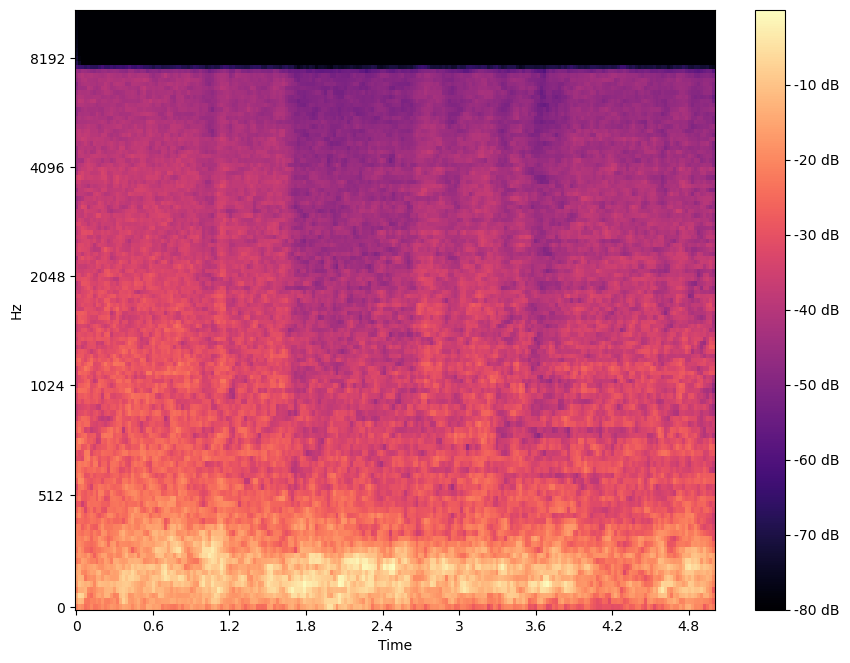 8192
4096
2048
1024
512
0
Hz
0 0.6 1.2 1.8 2.4 3 3.6 4.2 4.8
Time
-10 dB
-20 dB
-30 dB
-40 dB
-50 dB
-60 dB
-70 dB
-80 dB